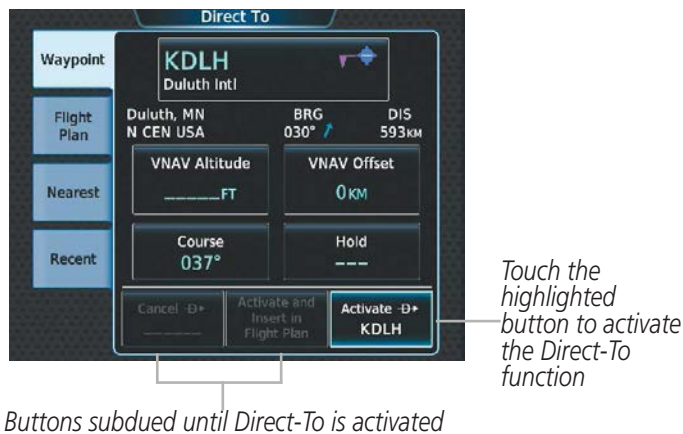 Direct To
Waypoint
Flight
Plan
Nearest
Recent
KDLH
Duluth Intl
Duluth, MN
N CEN USA
BRG
030°
DIS
593KM
VNAV Altitude
_____FT
VNAV Offset
0KM
Course
037°
Hold
___
Cancel -D→
_____
Activate and
Insert in
Flight Plan
Activate -D→
KDLH
Touch the
highlighted
button to activate
the Direct-To
function
Buttons subdued until Direct-To is activated